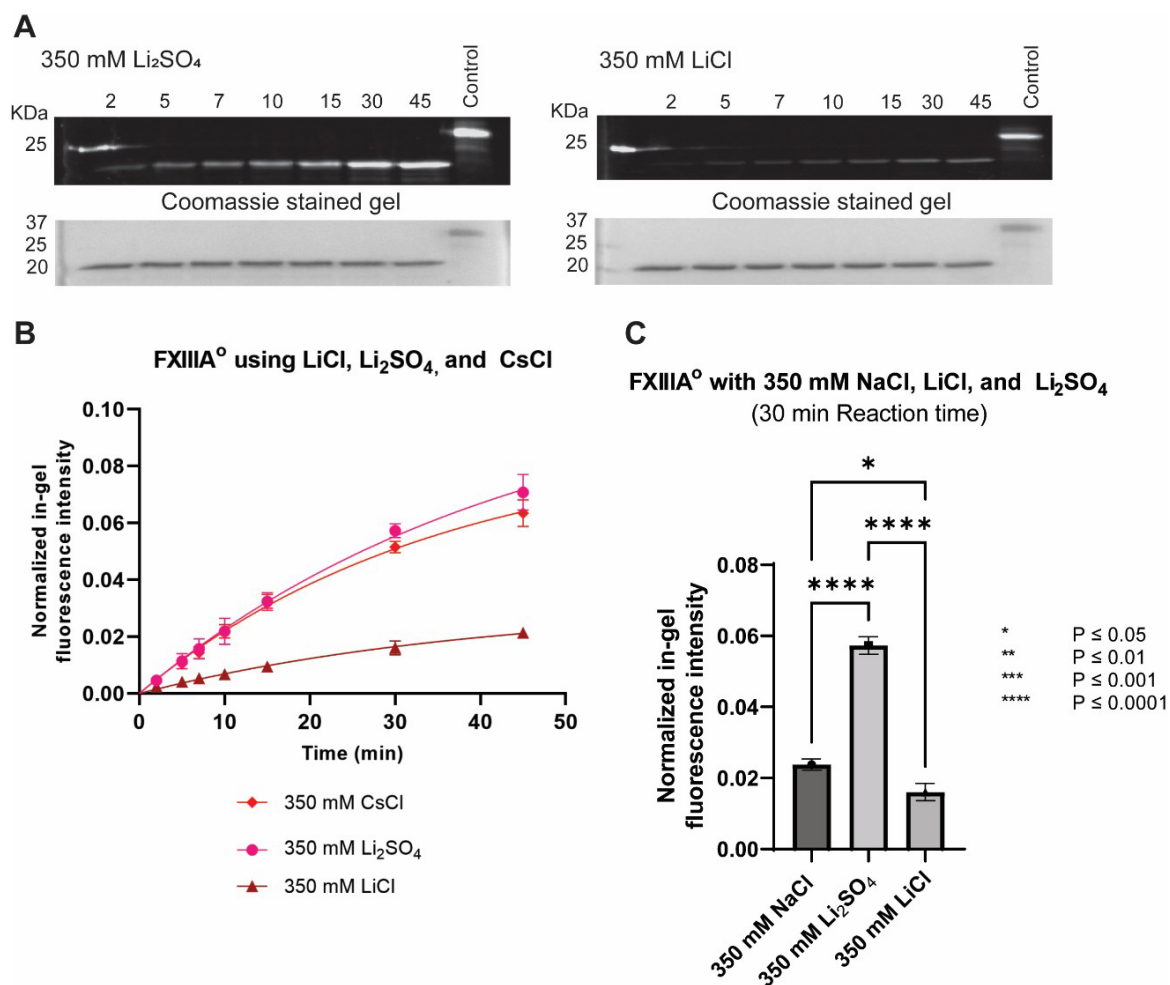 A
350 mM Li₂SO₄
KDa 2 5 7 10 15 30 45 Control
25
Coomassie stained gel
37
25
20
350 mM LiCl
2 5 7 10 15 30 45 Control
25
Coomassie stained gel
37
25
20
B
FXIIIAᴼ using LiCl, Li₂SO₄, and CsCl
Normalized in-gel
fluorescence intensity
0.10
0.08
0.06
0.04
0.02
0.00
0 10 20 30 40 50
Time (min)
350 mM CsCl
350 mM Li₂SO₄
350 mM LiCl
C
FXIIIAᴼ with 350 mM NaCl, LiCl, and Li₂SO₄
(30 min Reaction time)
*
****
****
Normalized in-gel
fluorescence intensity
0.08
0.06
0.04
0.02
0.00
350 mM NaCl
350 mM Li₂SO₄
350 mM LiCl
* P ≤ 0.05
** P ≤ 0.01
*** P ≤ 0.001
**** P ≤ 0.0001